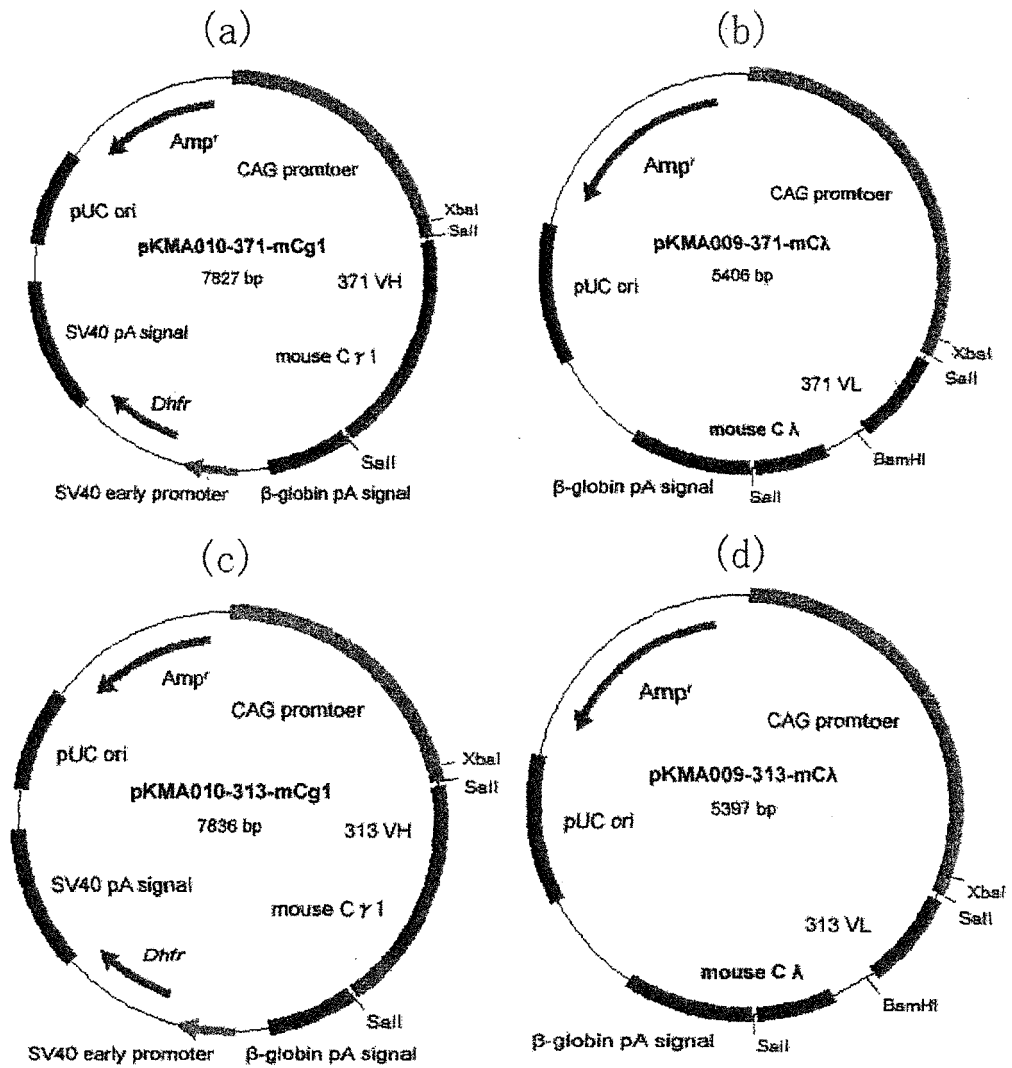 (a)
Ampʳ
CAG promtoer
pUC ori
XbaI
SalI
pKMA010-371-mCg1
7827 bp
371 VH
SV40 pA signal
mouse C γ 1
Dhfr
SalI
SV40 early promoter
β-globin pA signal
(b)
Ampʳ
CAG promtoer
pKMA009-371-mCλ
5406 bp
pUC ori
XbaI
SalI
371 VL
mouse C λ
BamHI
β-globin pA signal
SalI
(c)
Ampʳ
CAG promtoer
pUC ori
XbaI
SalI
pKMA010-313-mCg1
7836 bp
313 VH
SV40 pA signal
mouse C γ 1
Dhfr
SalI
SV40 early promoter
β-globin pA signal
(d)
Ampʳ
CAG promtoer
pKMA009-313-mCλ
5397 bp
pUC ori
XbaI
SalI
313 VL
mouse C λ
BamHI
β-globin pA signal
SalI